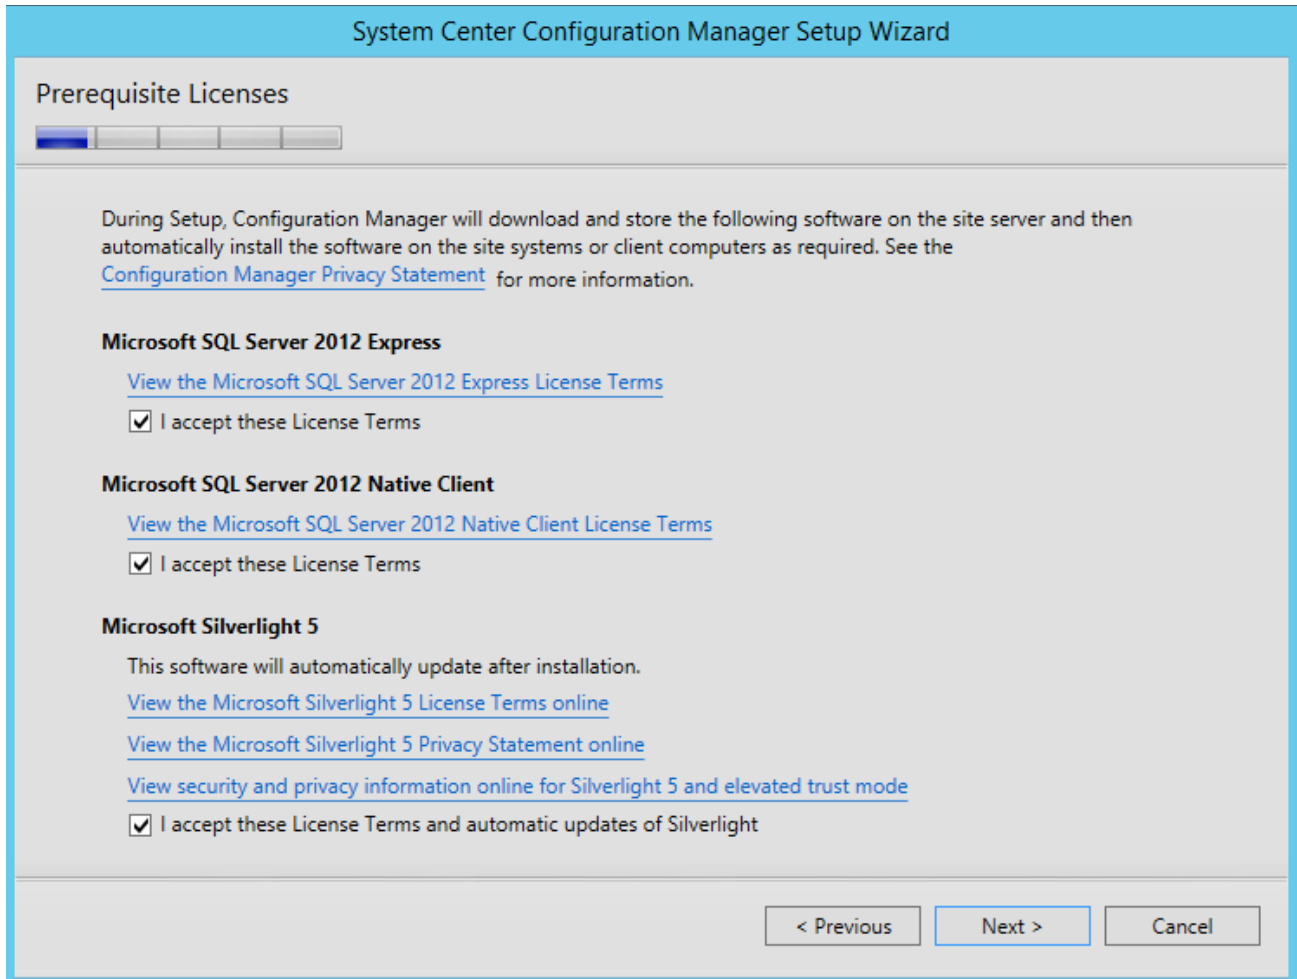 System Center Configuration Manager Setup Wizard
Prerequisite Licenses
During Setup, Configuration Manager will download and store the following software on the site server and then
automatically install the software on the site systems or client computers as required. See the
Configuration Manager Privacy Statement for more information.
Microsoft SQL Server 2012 Express
View the Microsoft SQL Server 2012 Express License Terms
I accept these License Terms
Microsoft SQL Server 2012 Native Client
View the Microsoft SQL Server 2012 Native Client License Terms
I accept these License Terms
Microsoft Silverlight 5
This software will automatically update after installation.
View the Microsoft Silverlight 5 License Terms online
View the Microsoft Silverlight 5 Privacy Statement online
View security and privacy information online for Silverlight 5 and elevated trust mode
I accept these License Terms and automatic updates of Silverlight
< Previous Next > Cancel